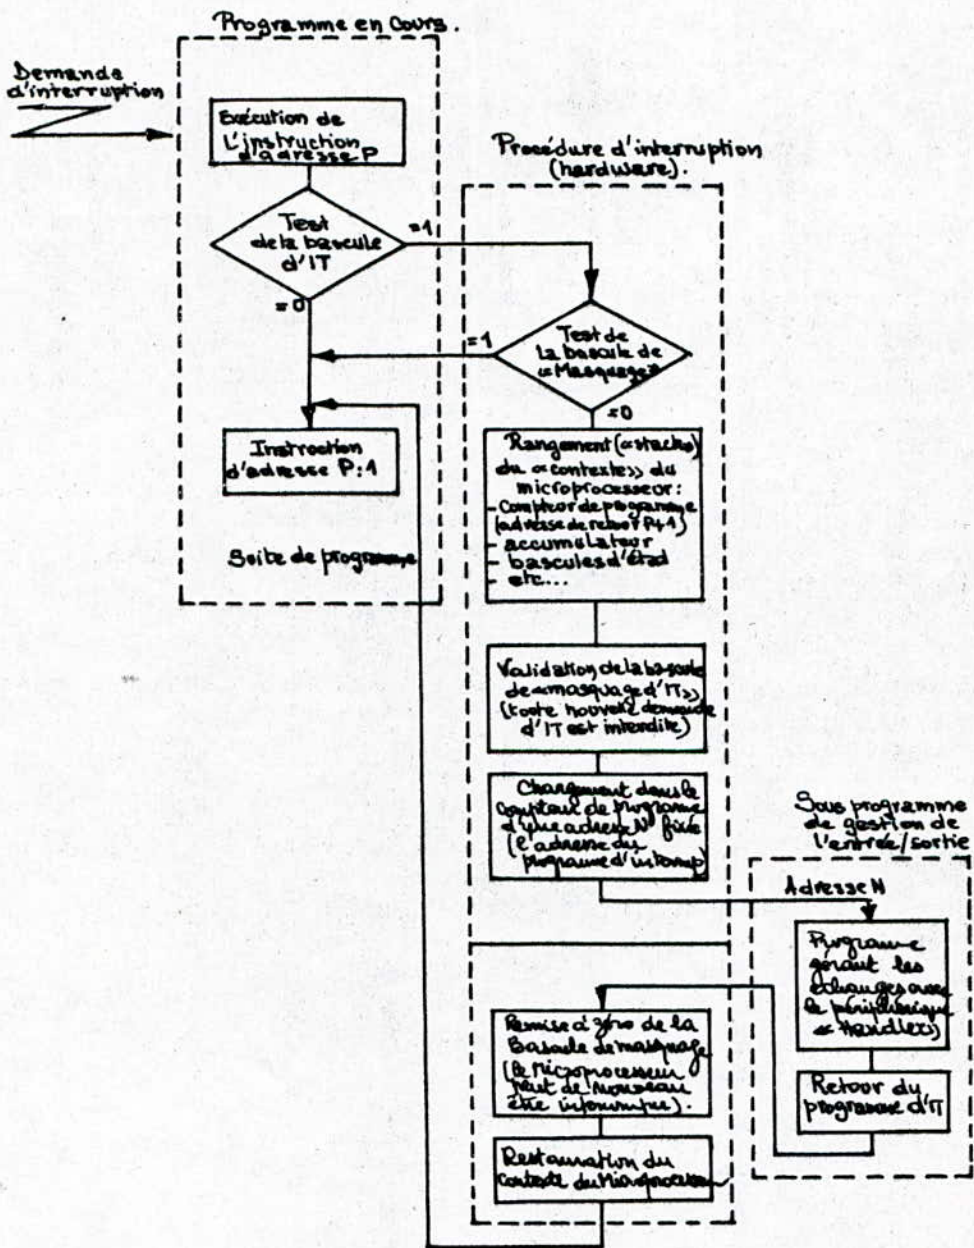 Programme en Cours.
Demande
d'interruption
Exécution de
L'instruction
d'adresse P
Procédure d'interruption
(hardware).
Test
de la bascule
d'IT
=1
=0
Test de
La bascule de
«Masquage»
=1
=0
Instruction
d'adresse P+1
Suite de programme
Rangement («stack»)
du «contexte» du
microprocesseur:
- Compteur de programme
(adresse de retour P+1)
- accumulateur
- bascules d'état
- etc...
Validation de la bascule
de «masquage d'IT»
(toute nouvelle demande
d'IT est interdite)
Chargement dans le
compteur de programme
d'une adresse N fixée
(l'adresse du
programme d'interrup)
Sous programme
de gestion de
l'entrée/sortie
Adresse N
Programme
gérant les
échanges avec
le périphérique
«Handler»
Retour du
programme d'IT
Remise à zéro de la
Bascule de masquage
(le Microprocesseur
peut de nouveau
être interrompu).
Restauration du
contexte du Microprocesseur